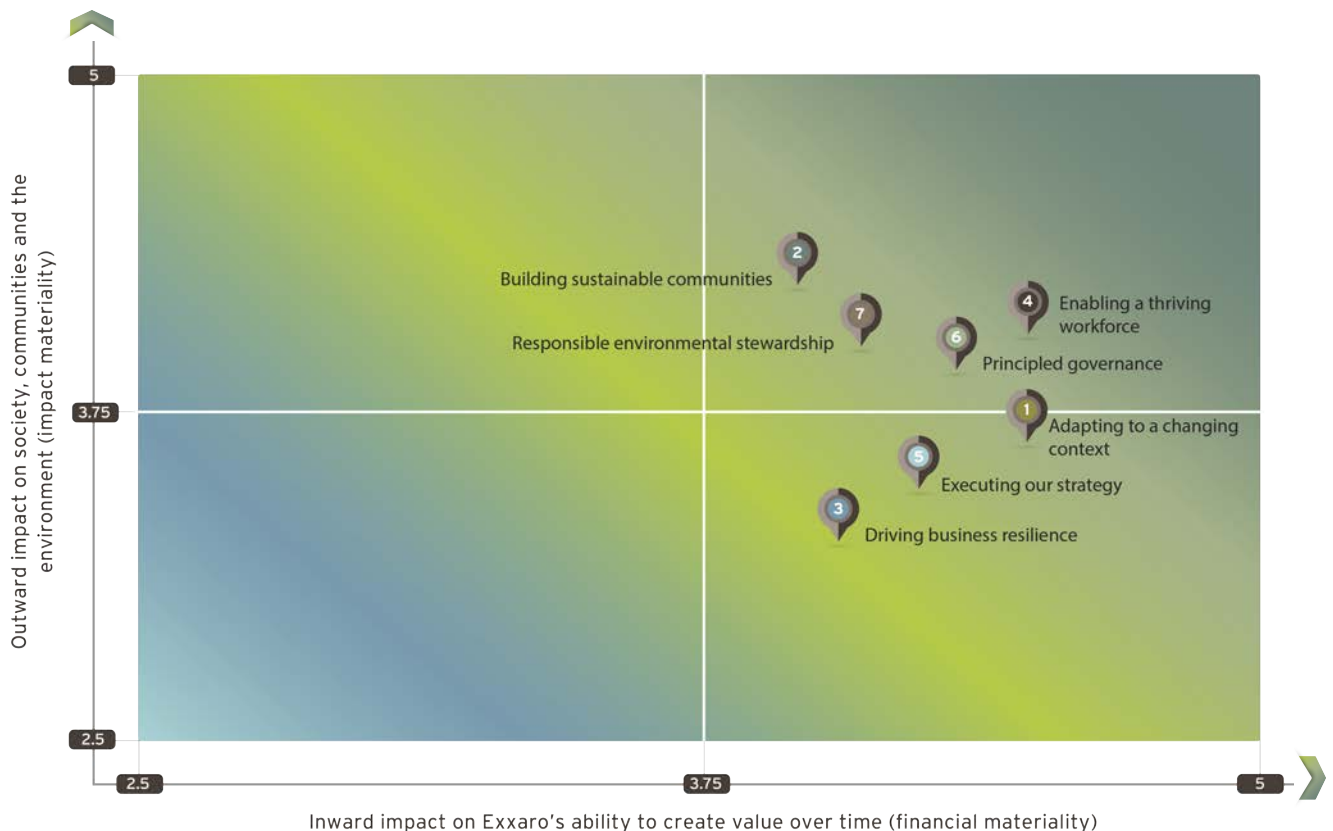 5
Outward impact on society, communities and the
environment (impact materiality)
2
Building sustainable communities
4
Enabling a thriving
workforce
7
Responsible environmental stewardship
6
Principled governance
3.75
1
Adapting to a changing
context
5
Executing our strategy
3
Driving business resilience
2.5
2.5
3.75
5
Inward impact on Exxaro's ability to create value over time (financial materiality)